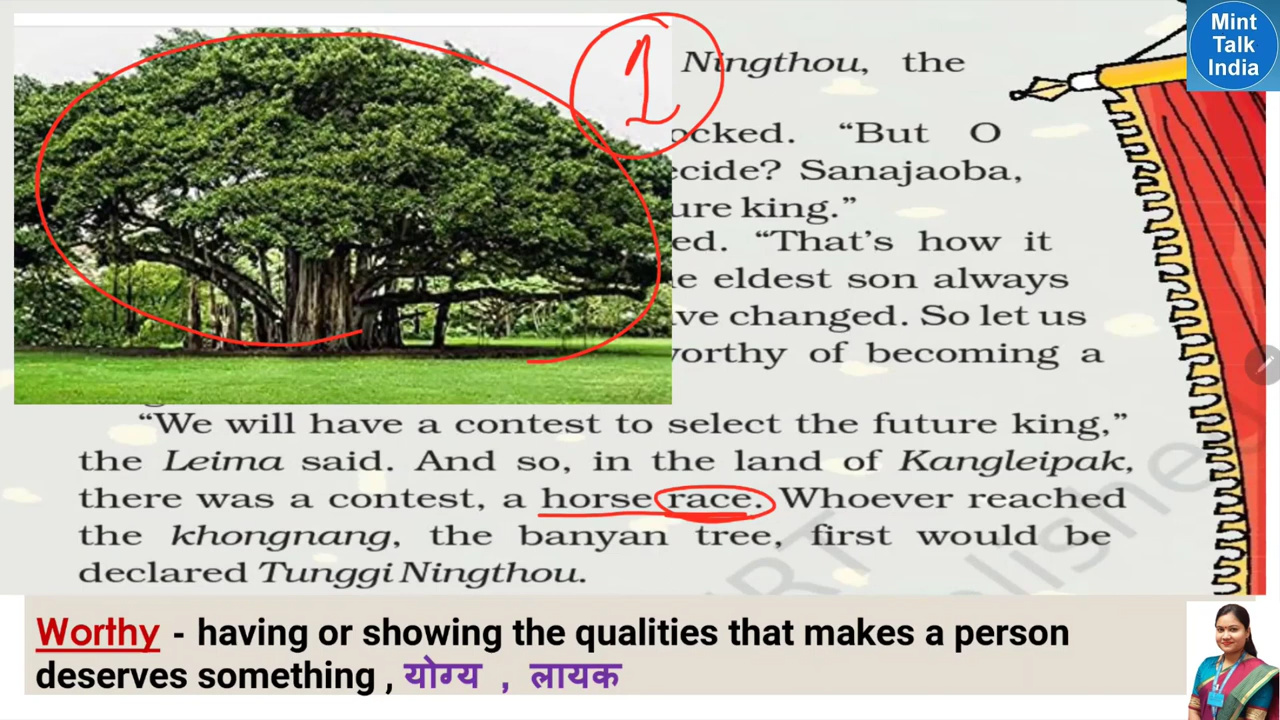 Mint
Talk
India
1
Ningthou, the
ocked. “But O
ecide? Sanajaoba,
ure king.”
ed. “That’s how it
e eldest son always
ve changed. So let us
worthy of becoming a
“We will have a contest to select the future king,”
the Leima said. And so, in the land of Kangleipak,
there was a contest, a horse race. Whoever reached
the khongnang, the banyan tree, first would be
declared Tunggi Ningthou.
Worthy - having or showing the qualities that makes a person
deserves something , योग्य , लायक